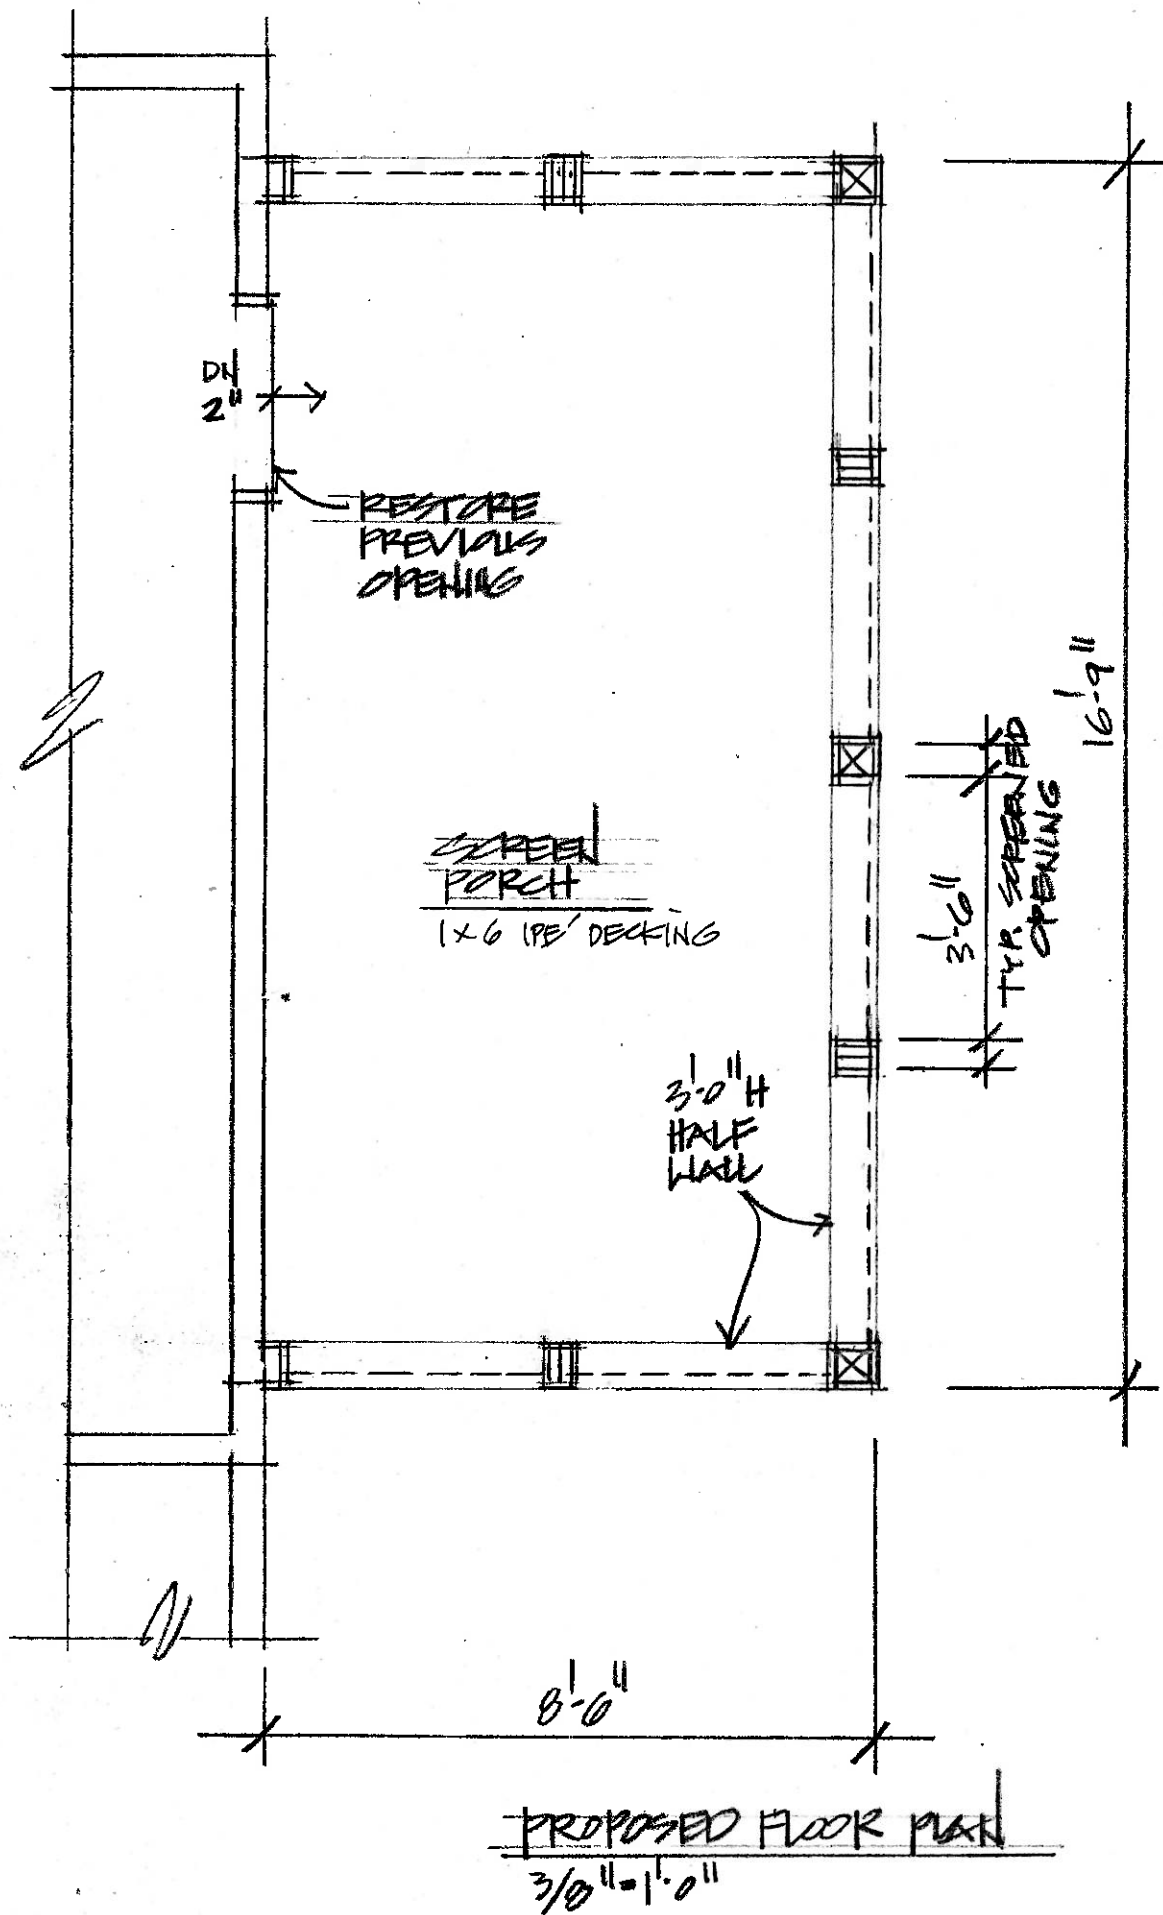 DN
2"
RESTORE
PREVIOUS
OPENING
16'-9"
3'-6"
TYP. SCREENED
OPENING
SCREEN
PORCH
1x6 IPE' DECKING
3'-0" H
HALF
WALL
8'-6"
PROPOSED FLOOR PLAN
3/8"=1'-0"